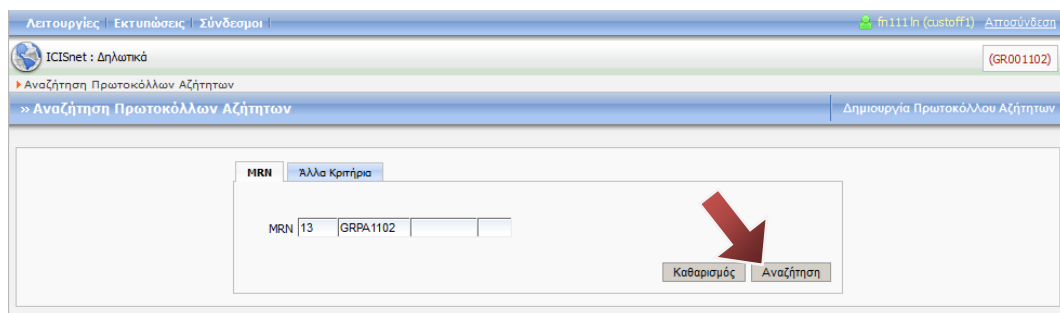 Λειτουργίες | Εκτυπώσεις | Σύνδεσμοι | fn111 ln (custoff1) Αποσύνδεση
ICISnet : Δηλωτικά (GR001102)
Αναζήτηση Πρωτοκόλλων Αζήτητων
» Αναζήτηση Πρωτοκόλλων Αζήτητων Δημιουργία Πρωτοκόλλου Αζήτητων
MRN Άλλα Κριτήρια
MRN 13 GRPA1102
Καθαρισμός Αναζήτηση